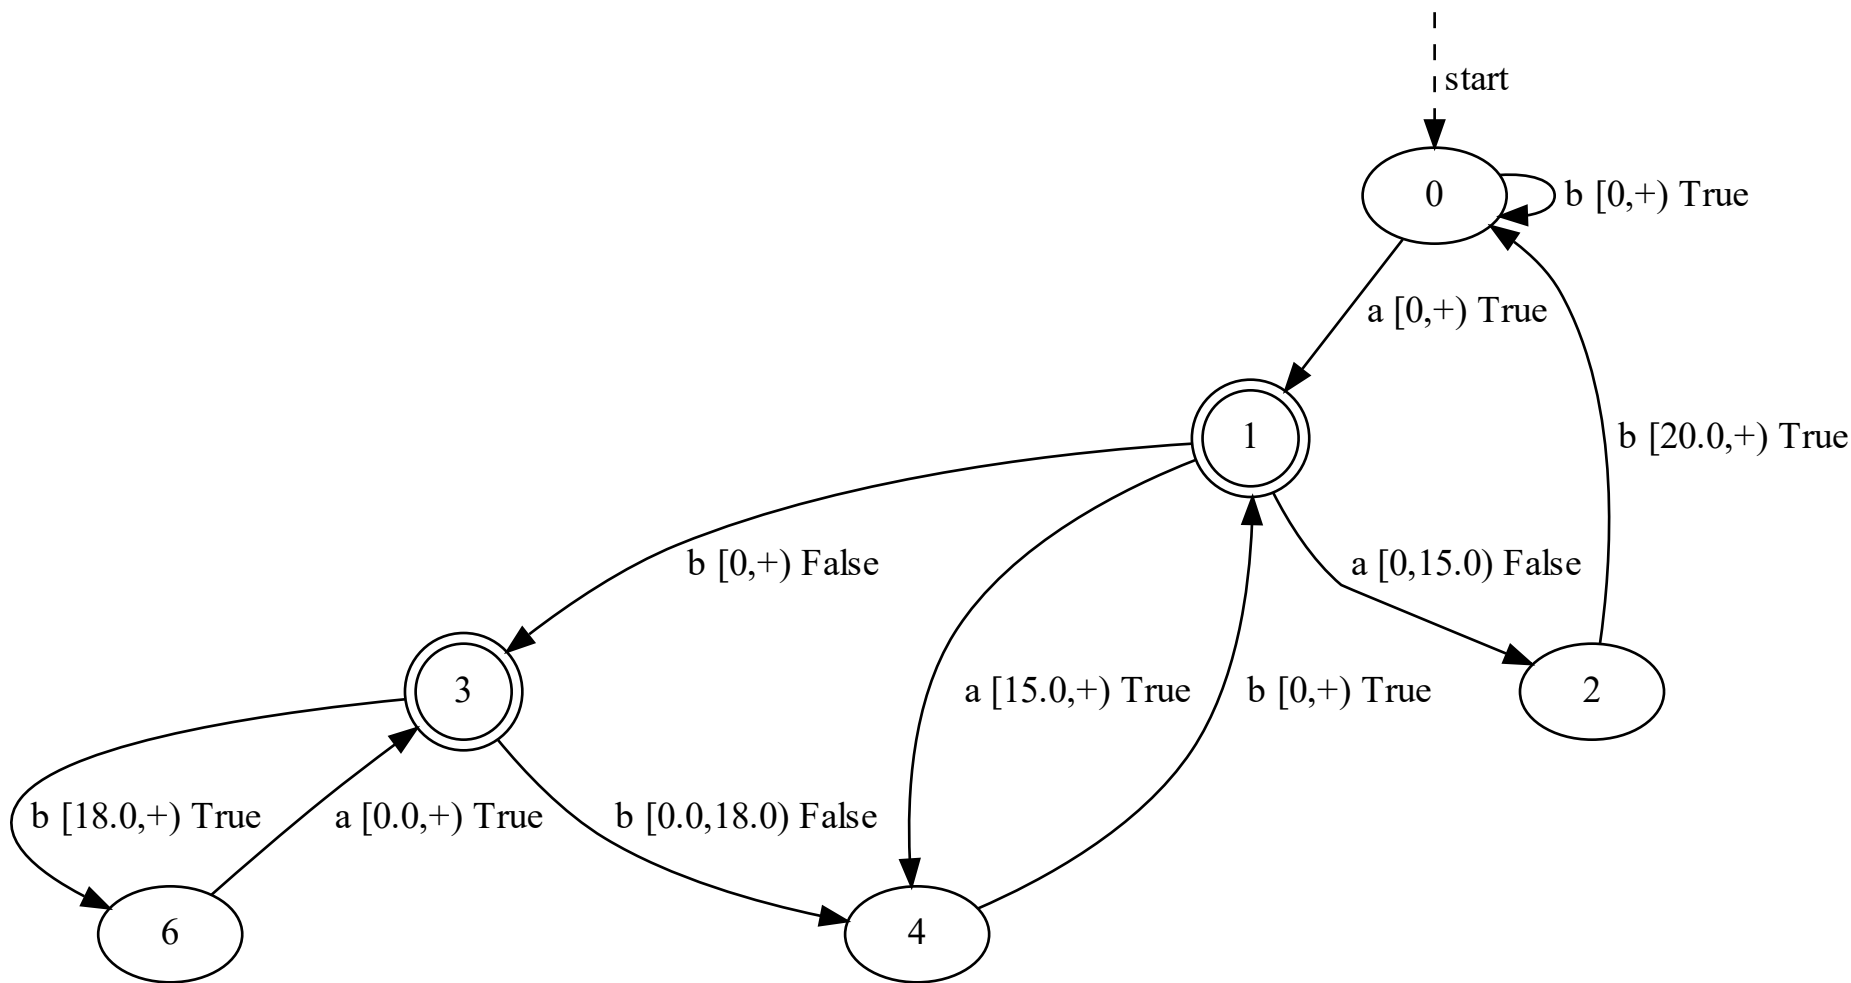 start
0
b [0,+) True
a [0,+) True
1
b [20.0,+) True
b [0,+) False
a [0,15.0) False
3
a [15.0,+) True
b [0,+) True
2
b [18.0,+) True
a [0.0,+) True
b [0.0,18.0) False
6
4